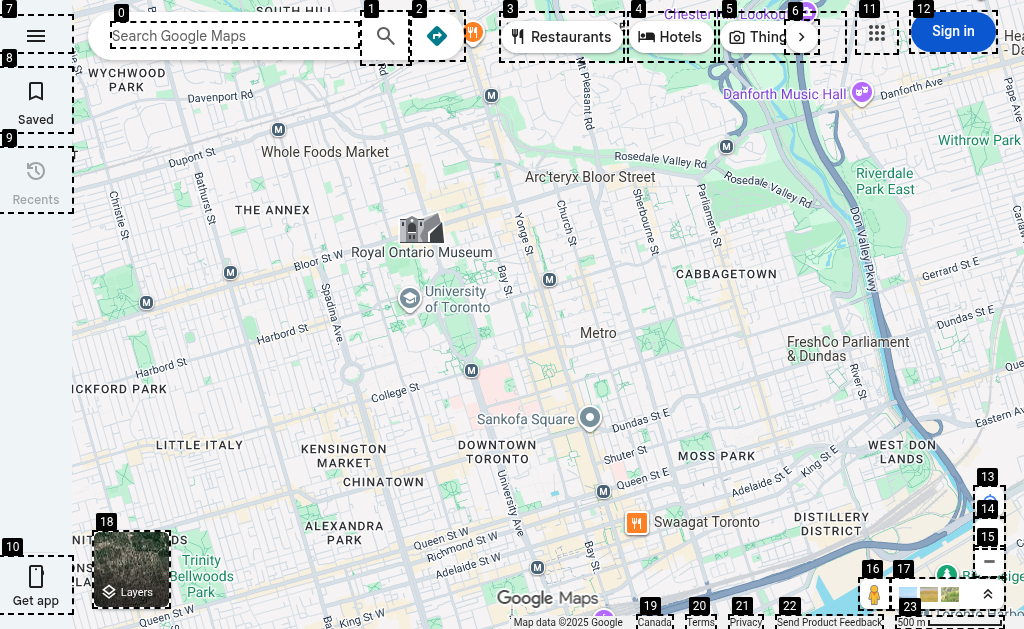 7
0
1
2
3
4
5
6
11
12
SOUTH HILL
Chester
Search Google Maps
Restaurants
Hotels
Thing
Sign in
8
Saved
WYCHWOOD
PARK
Davenport Rd
Mt Pleasant Rd
Danforth Music Hall
Danforth Ave
Pape Ave
9
Recents
Dupont St
Whole Foods Market
Rosedale Valley Rd
Withrow Park
Arc'teryx Bloor Street
Rosedale Valley Rd
Riverdale
Park East
Christie St
Bathurst St
THE ANNEX
Yonge St
Church St
Sherbourne St
Parliament St
Don Valley Pkwy
Royal Ontario Museum
Bloor St W
Bay St
CABBAGETOWN
Gerrard St E
University
of Toronto
Spadina Ave
Harbord St
Metro
Dundas St E
FreshCo Parliament
& Dundas
Harbord St
River St
ICKFORD PARK
College St
Sankofa Square
Dundas St E
Eastern Av
LITTLE ITALY
KENSINGTON
MARKET
DOWNTOWN
TORONTO
Shuter St
MOSS PARK
King St E
WEST DON
LANDS
CHINATOWN
Queen St E
Adelaide St E
University Ave
13
14
15
18
ALEXANDRA
PARK
Queen St W
Richmond St W
Adelaide St W
Bay St
Swaagat Toronto
DISTILLERY
DISTRICT
10
Get app
Trinity
Bellwoods
Park
Layers
16
17
Google Maps
19
20
21
22
23
Map data ©2025 Google
Canada
Terms
Privacy
Send Product Feedback
500 m